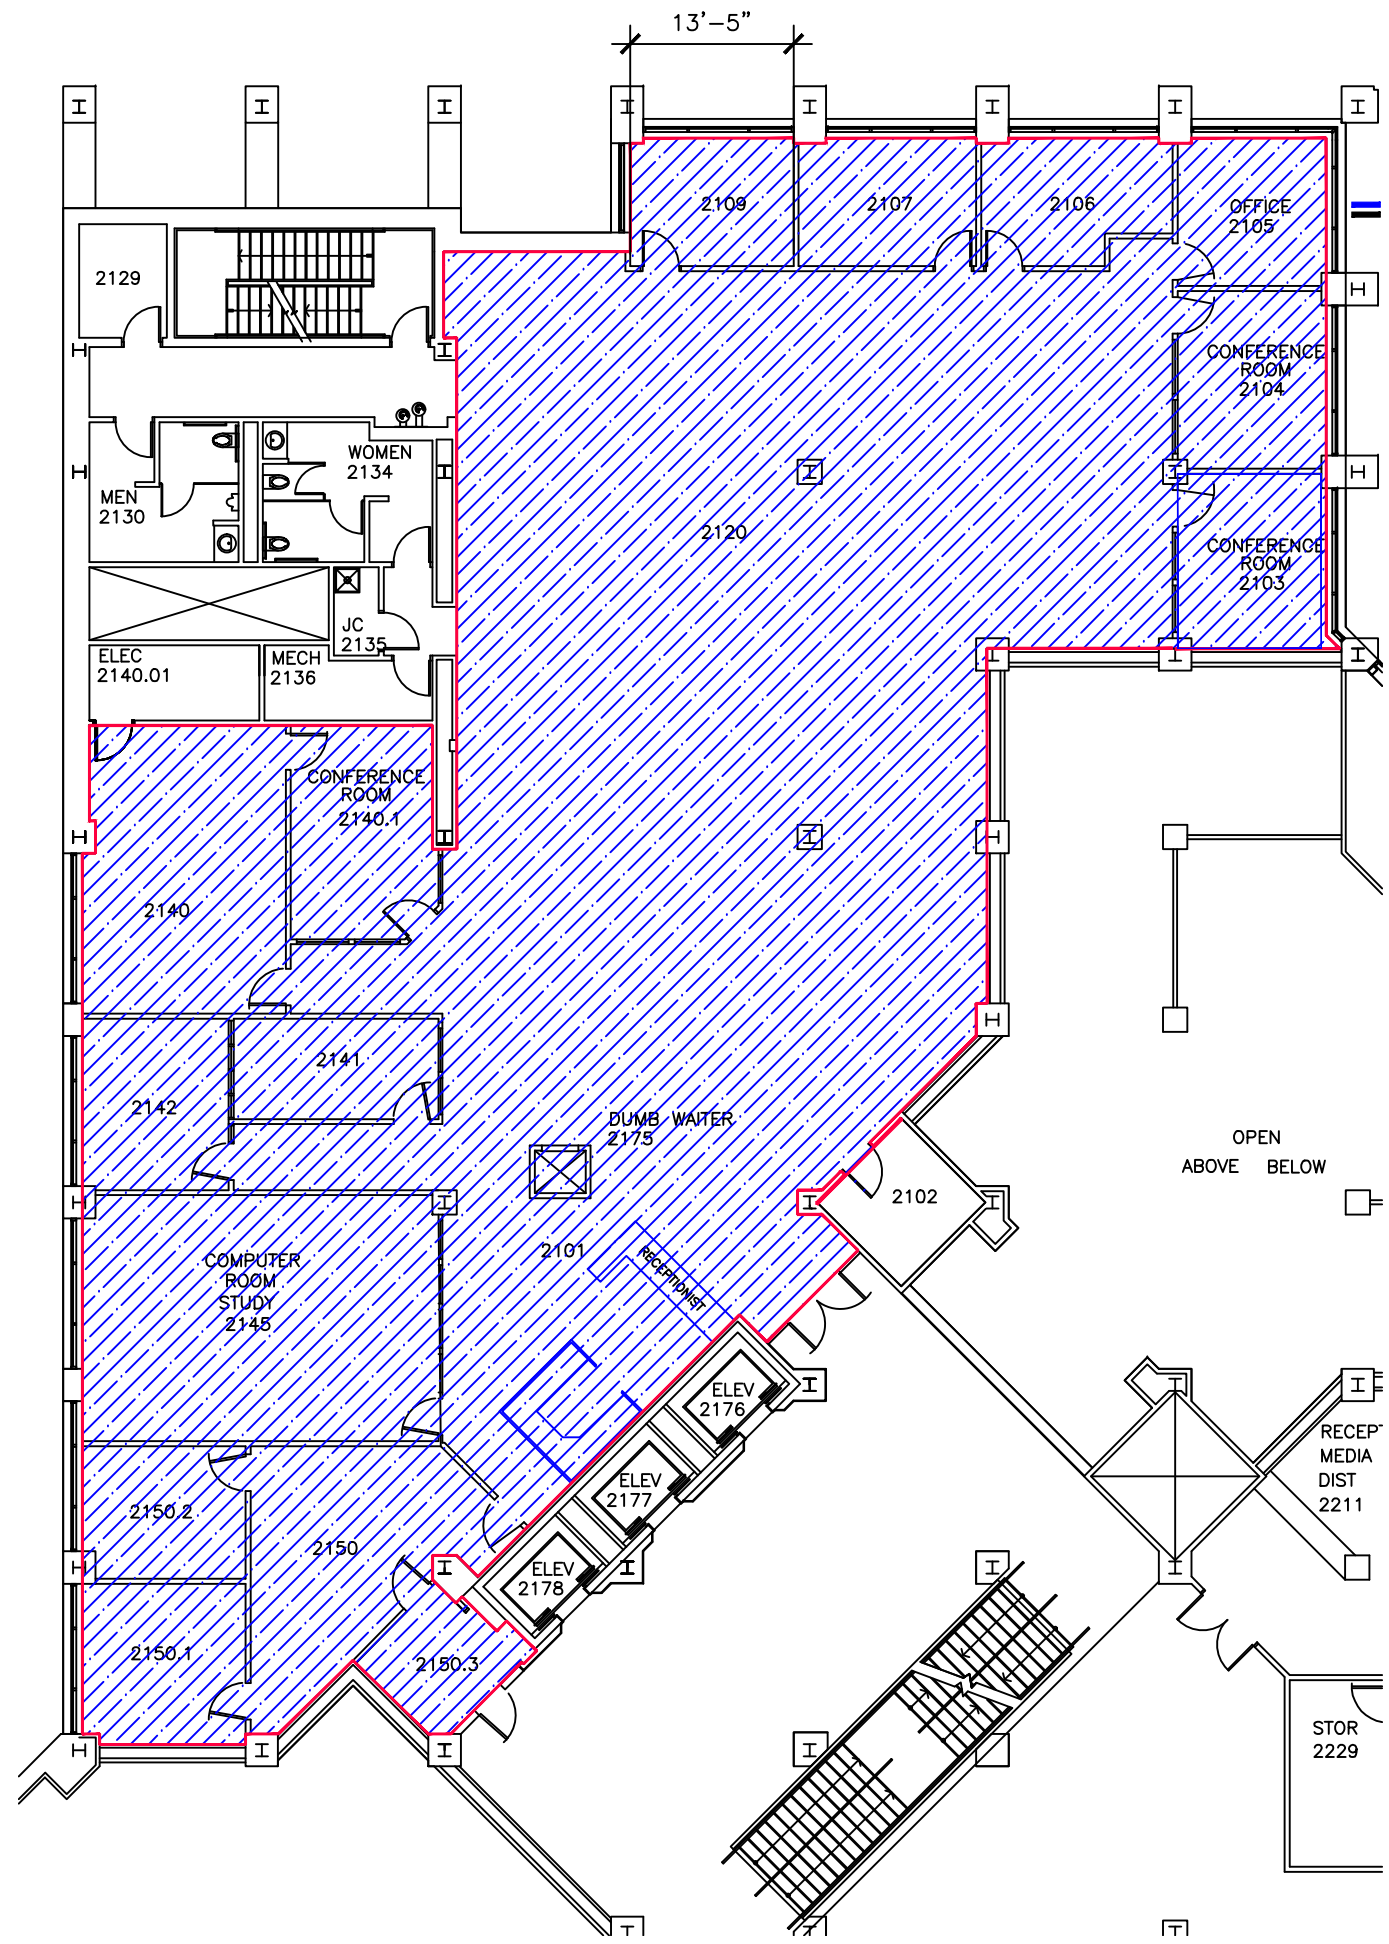 13'-5"
2109
2107
2106
OFFICE
2105
2129
CONFERENCE
ROOM
2104
WOMEN
2134
MEN
2130
2120
CONFERENCE
ROOM
2103
JC
2135
ELEC
2140.01
MECH
2136
CONFERENCE
ROOM
2140.1
2140
2141
2142
DUMB WAITER
2175
OPEN
ABOVE BELOW
2102
2101
RECEPTIONIST
COMPUTER
ROOM
STUDY
2145
ELEV
2176
RECEPT
MEDIA
DIST
2211
ELEV
2177
2150.2
2150
ELEV
2178
2150.1
2150.3
STOR
2229